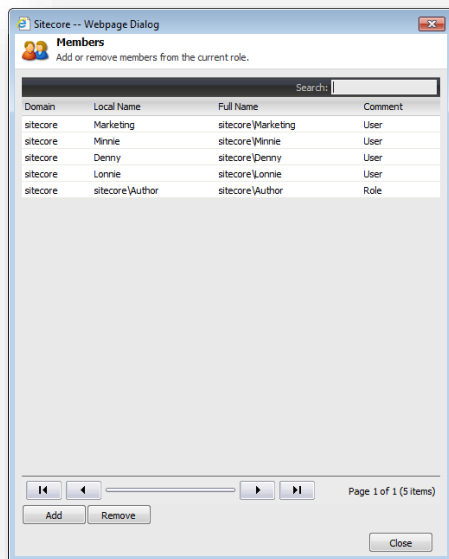 Sitecore -- Webpage Dialog
Members
Add or remove members from the current role.
Search:
Domain Local Name Full Name Comment
sitecore Marketing sitecore\Marketing User
sitecore Minnie sitecore\Minnie User
sitecore Denny sitecore\Denny User
sitecore Lonnie sitecore\Lonnie User
sitecore sitecore\Author sitecore\Author Role
Page 1 of 1 (5 items)
Add Remove
Close